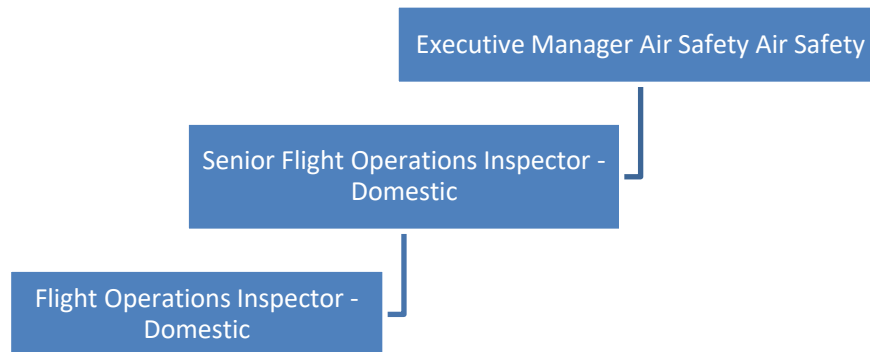 Executive Manager Air Safety Air Safety
Senior Flight Operations Inspector -
Domestic
Flight Operations Inspector -
Domestic